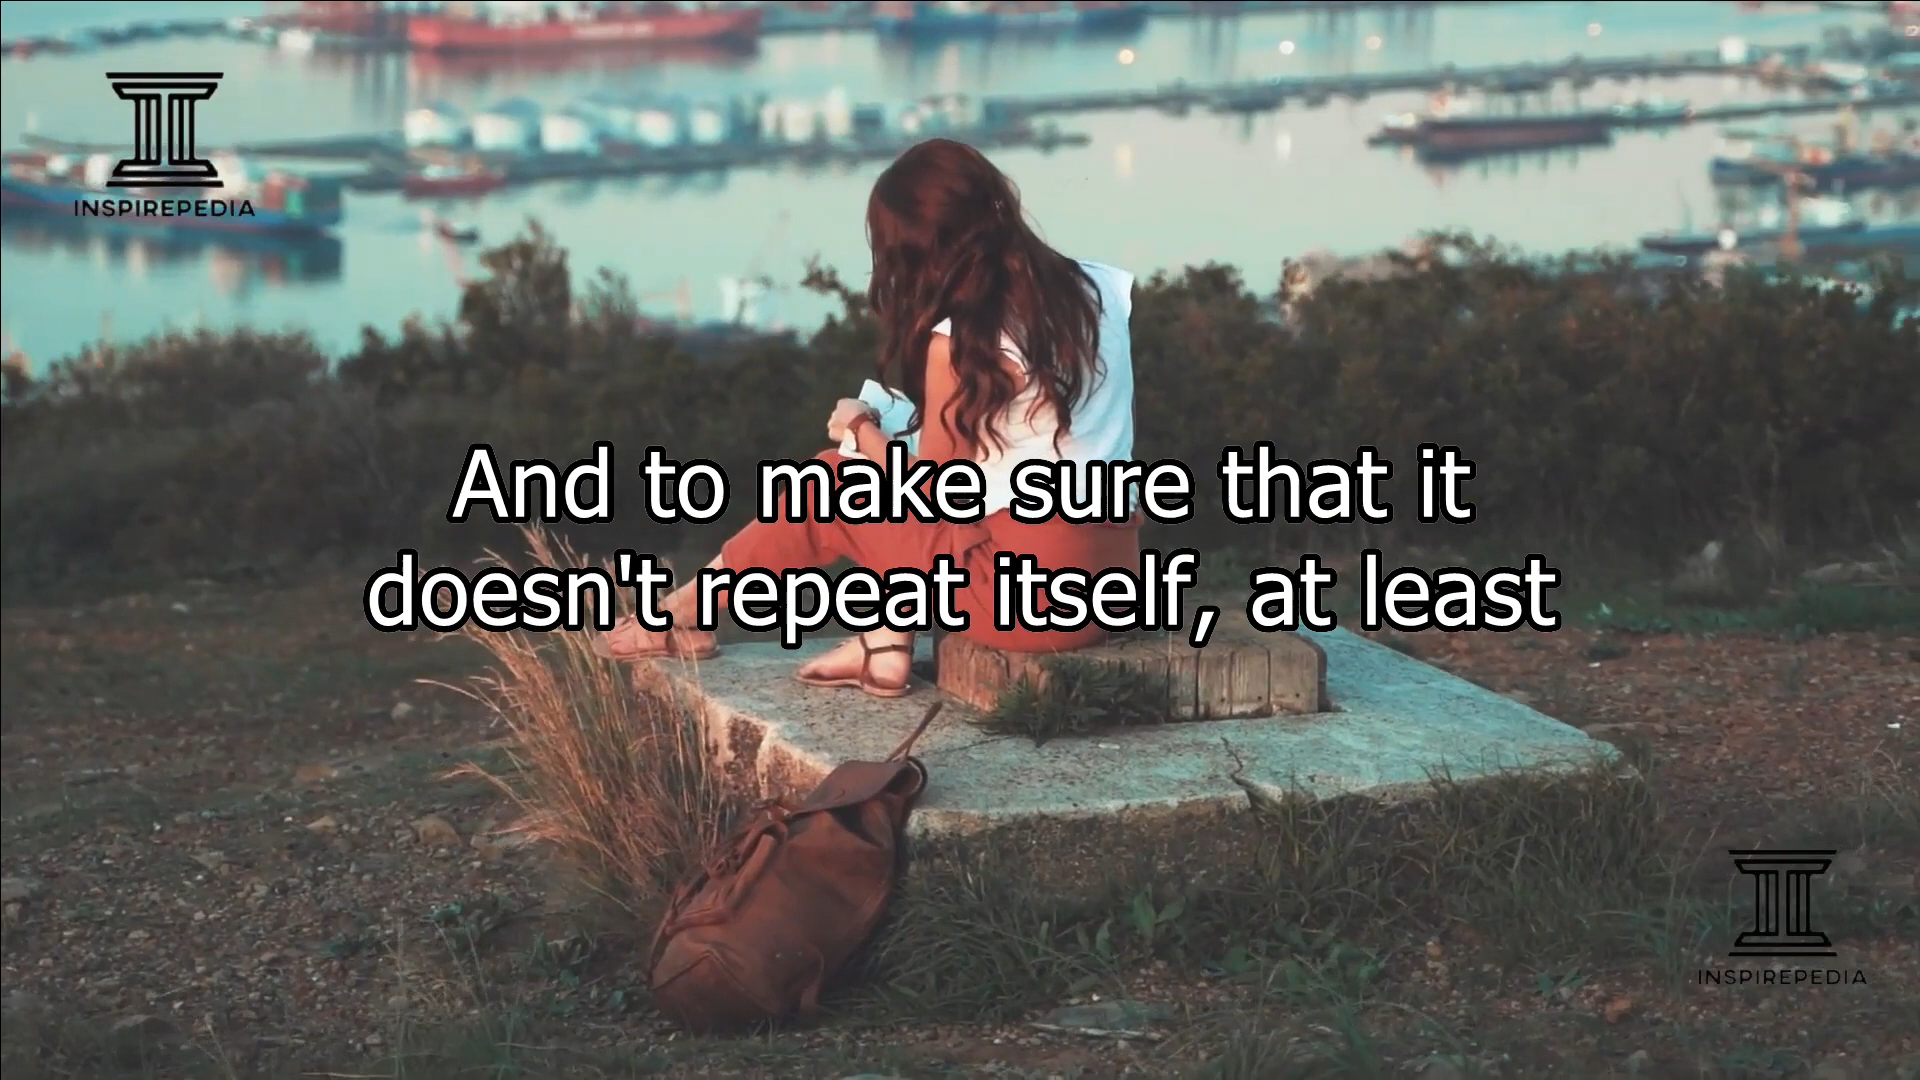 INSPIREPEDIA
And to make sure that it
doesn't repeat itself, at least
INSPIREPEDIA